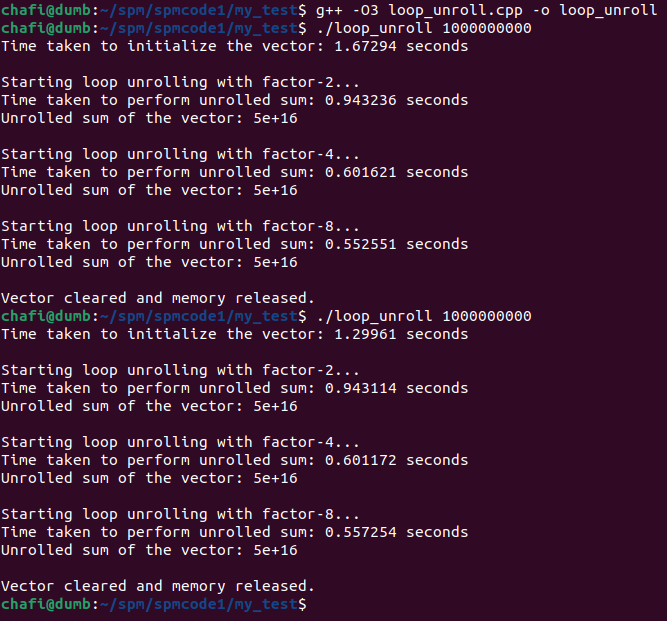 chafi@dumb:~/spm/spmcode1/my_test$ g++ -O3 loop_unroll.cpp -o loop_unroll
chafi@dumb:~/spm/spmcode1/my_test$ ./loop_unroll 1000000000
Time taken to initialize the vector: 1.67294 seconds
Starting loop unrolling with factor-2...
Time taken to perform unrolled sum: 0.943236 seconds
Unrolled sum of the vector: 5e+16
Starting loop unrolling with factor-4...
Time taken to perform unrolled sum: 0.601621 seconds
Unrolled sum of the vector: 5e+16
Starting loop unrolling with factor-8...
Time taken to perform unrolled sum: 0.552551 seconds
Unrolled sum of the vector: 5e+16
Vector cleared and memory released.
chafi@dumb:~/spm/spmcode1/my_test$ ./loop_unroll 1000000000
Time taken to initialize the vector: 1.29961 seconds
Starting loop unrolling with factor-2...
Time taken to perform unrolled sum: 0.943114 seconds
Unrolled sum of the vector: 5e+16
Starting loop unrolling with factor-4...
Time taken to perform unrolled sum: 0.601172 seconds
Unrolled sum of the vector: 5e+16
Starting loop unrolling with factor-8...
Time taken to perform unrolled sum: 0.557254 seconds
Unrolled sum of the vector: 5e+16
Vector cleared and memory released.
chafi@dumb:~/spm/spmcode1/my_test$